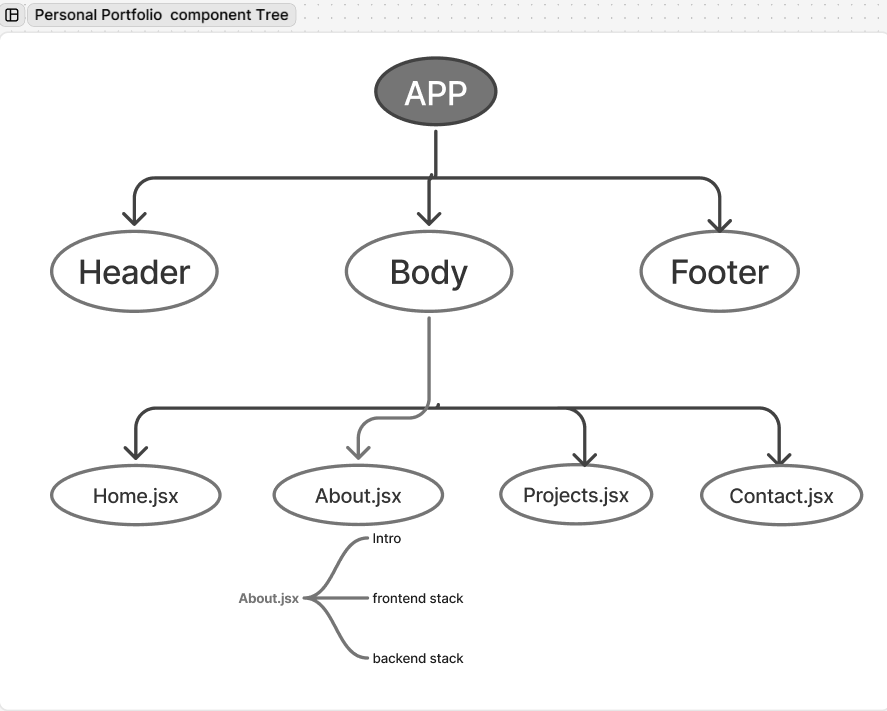 Personal Portfolio  component Tree
APP
Header
Body
Footer
Home.jsx
About.jsx
Projects.jsx
Contact.jsx
Intro
About.jsx
frontend stack
backend stack